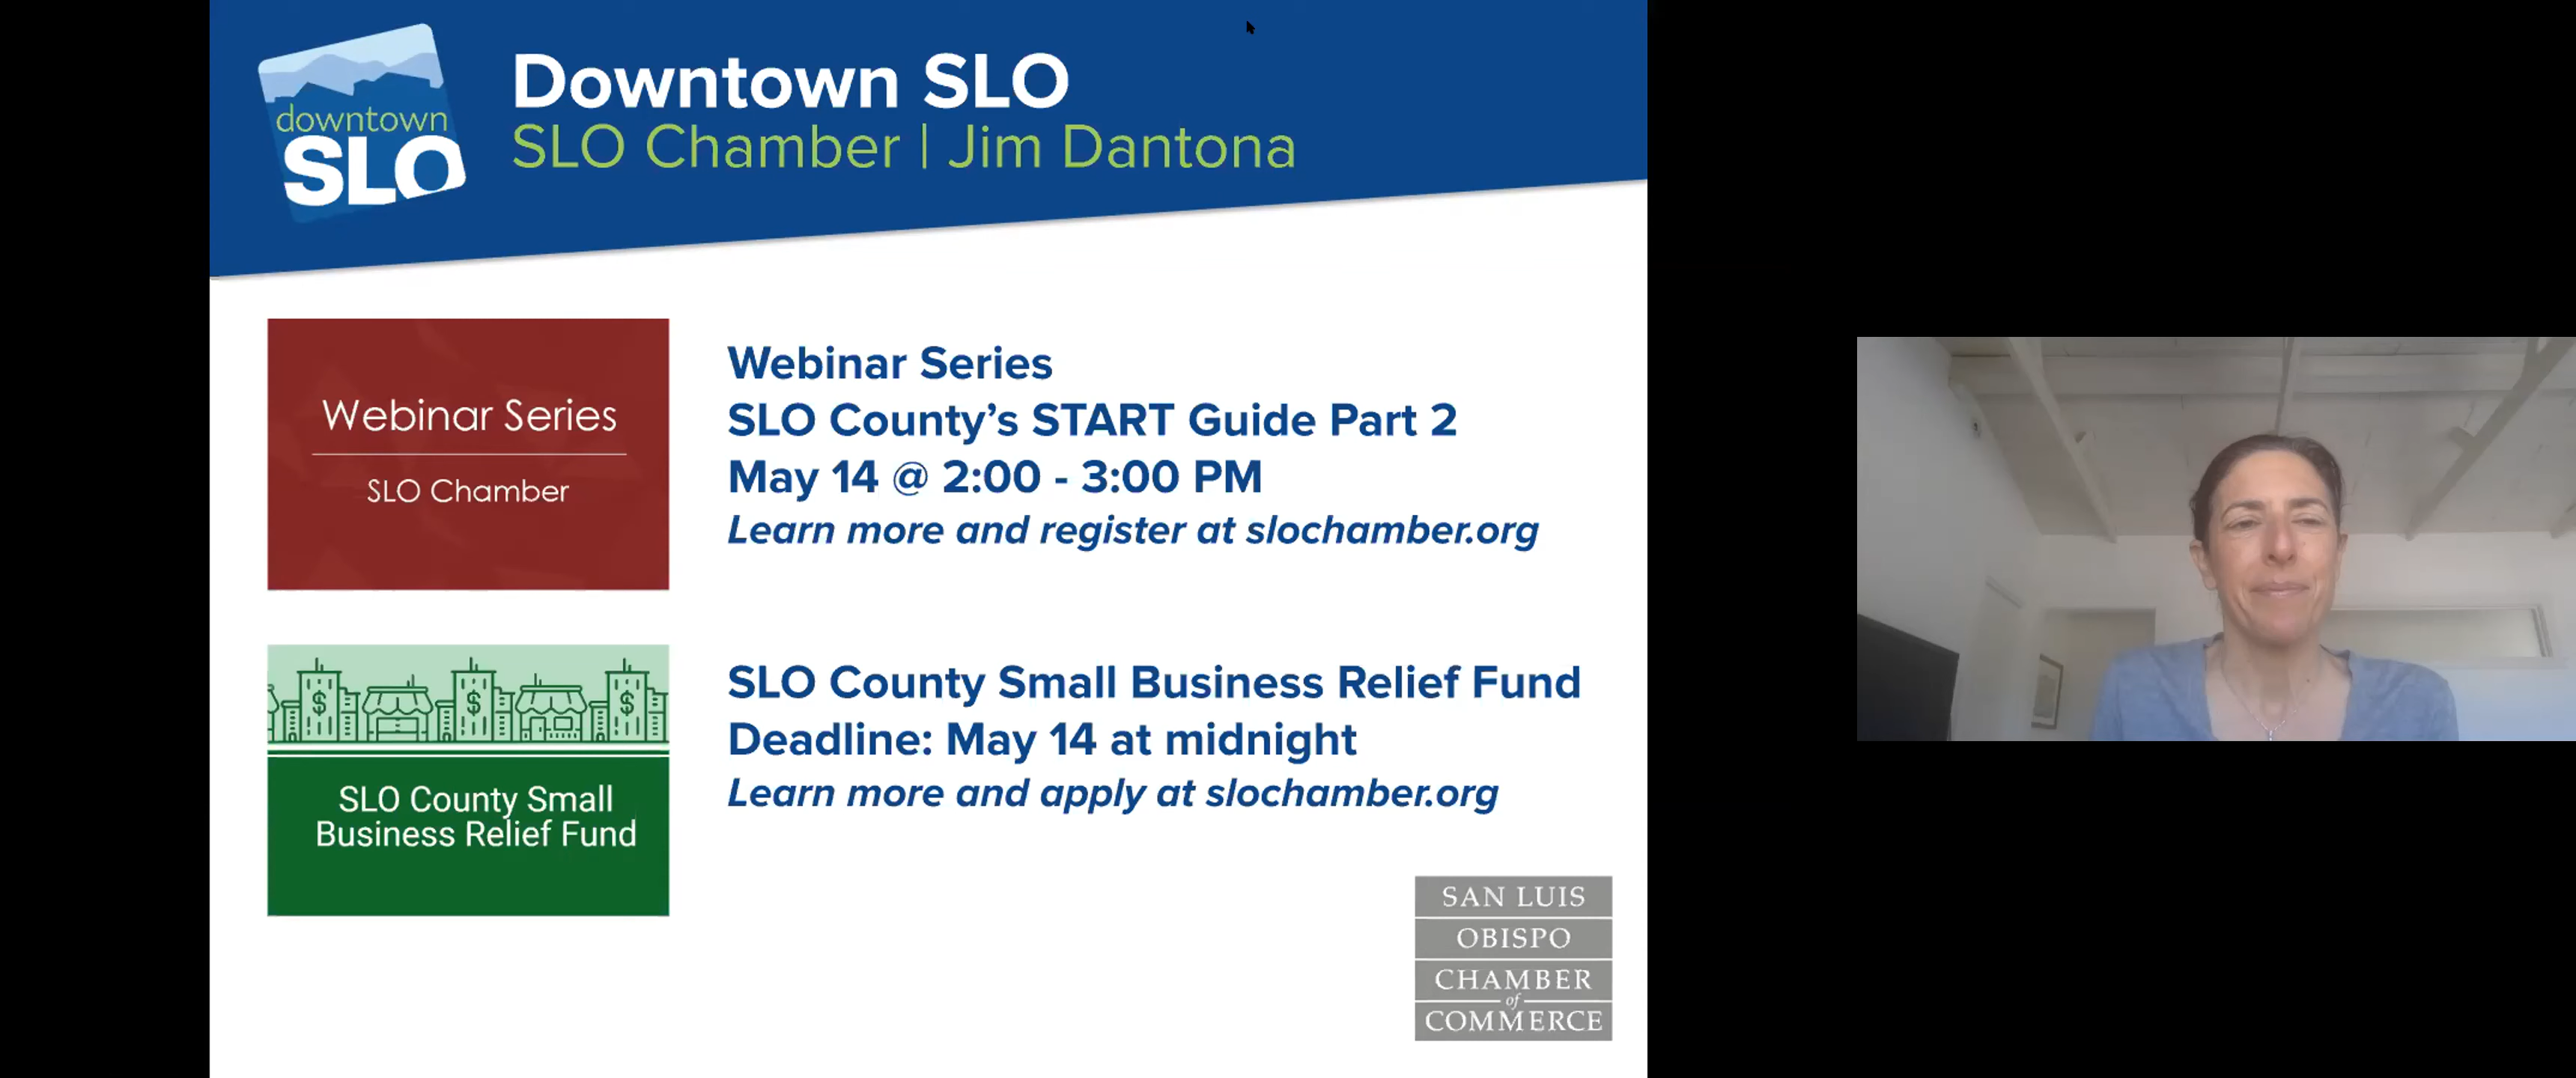 downtown
SLO
Downtown SLO
SLO Chamber | Jim Dantona
Webinar Series
SLO Chamber
Webinar Series
SLO County's START Guide Part 2
May 14 @ 2:00 - 3:00 PM
Learn more and register at slochamber.org
SLO County Small
Business Relief Fund
SLO County Small Business Relief Fund
Deadline: May 14 at midnight
Learn more and apply at slochamber.org
SAN LUIS
OBISPO
CHAMBER
of
COMMERCE